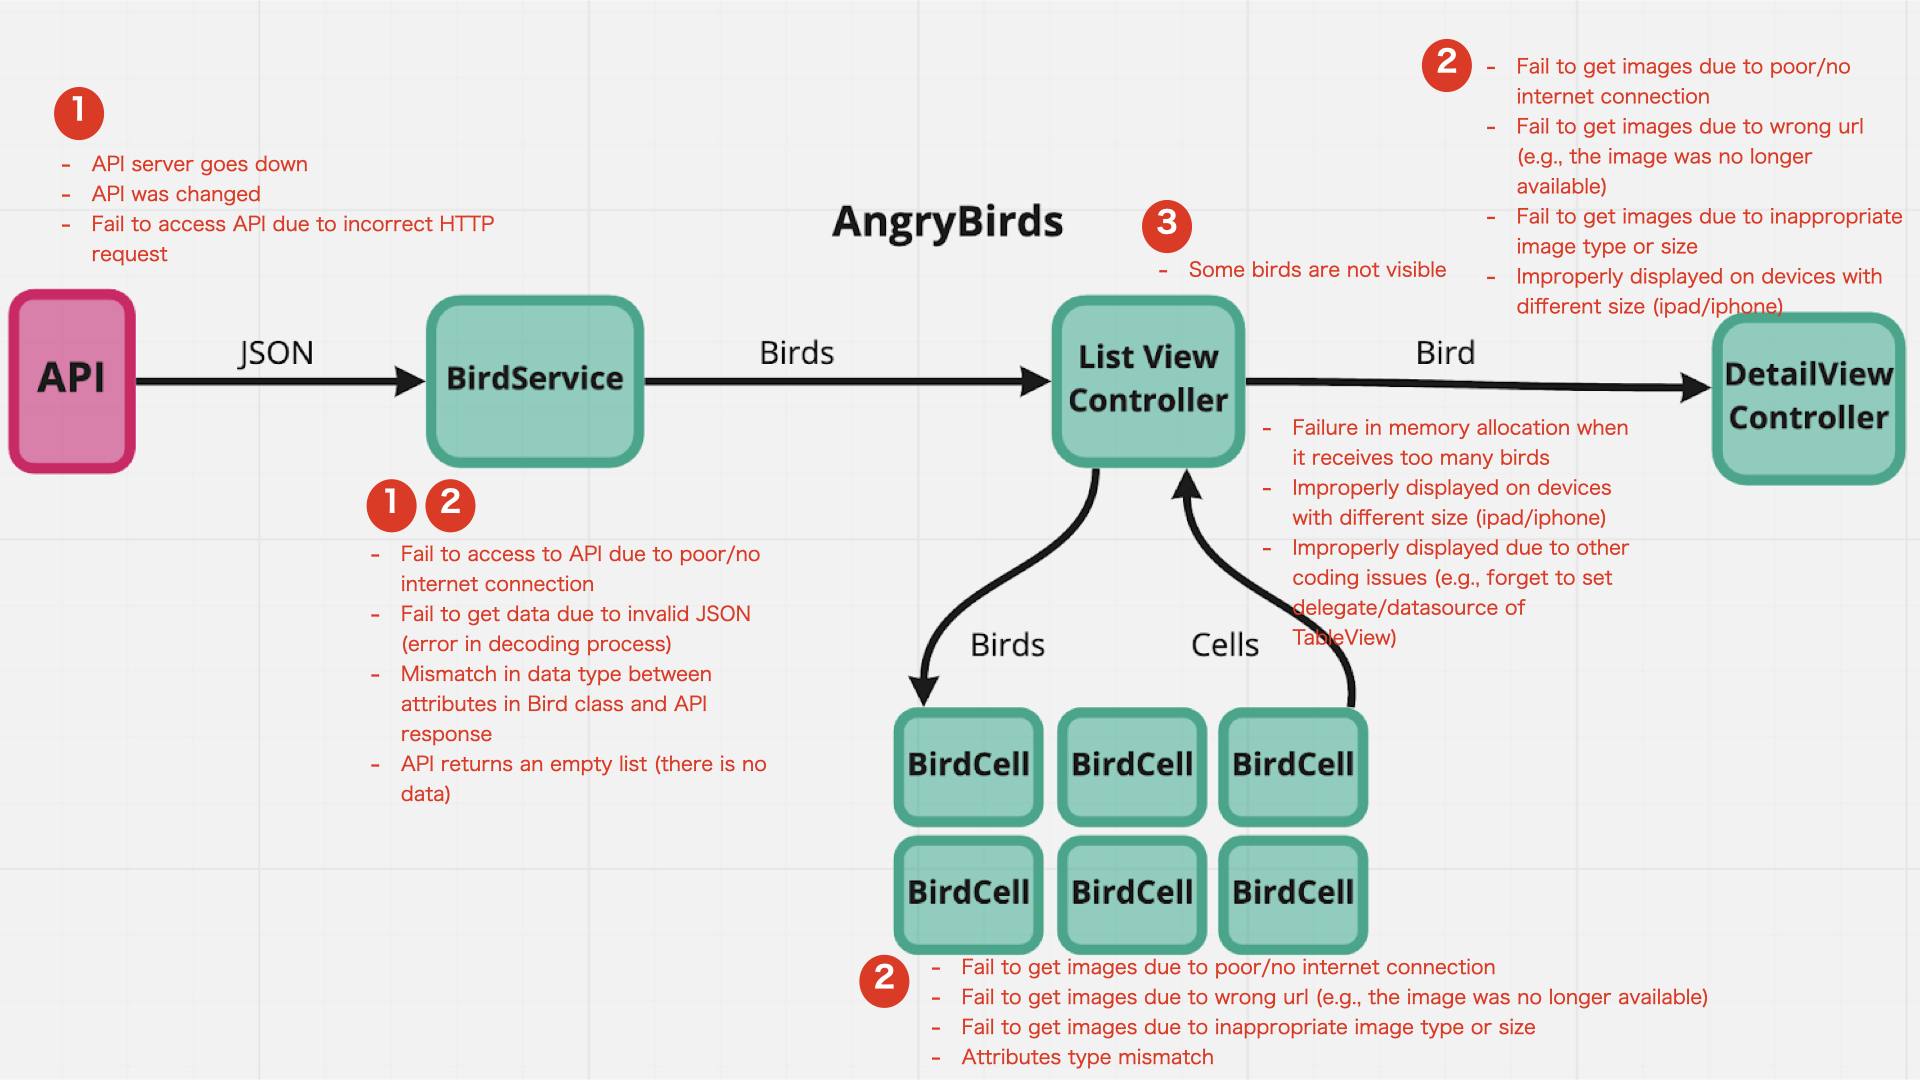 1
- API server goes down
- API was changed
- Fail to access API due to incorrect HTTP
request
AngryBirds
3
- Some birds are not visible
2
- Fail to get images due to poor/no
internet connection
- Fail to get images due to wrong url
(e.g., the image was no longer
available)
- Fail to get images due to inappropriate
image type or size
- Improperly displayed on devices with
different size (ipad/iphone)
API
JSON
BirdService
Birds
List View
Controller
Bird
DetailView
Controller
1 2
- Fail to access to API due to poor/no
internet connection
- Fail to get data due to invalid JSON
(error in decoding process)
- Mismatch in data type between
attributes in Bird class and API
response
- API returns an empty list (there is no
data)
- Failure in memory allocation when
it receives too many birds
- Improperly displayed on devices
with different size (ipad/iphone)
- Improperly displayed due to other
coding issues (e.g., forget to set
delegate/datasource of
TableView)
Birds
Cells
BirdCell BirdCell BirdCell
BirdCell BirdCell BirdCell
2
- Fail to get images due to poor/no internet connection
- Fail to get images due to wrong url (e.g., the image was no longer available)
- Fail to get images due to inappropriate image type or size
- Attributes type mismatch